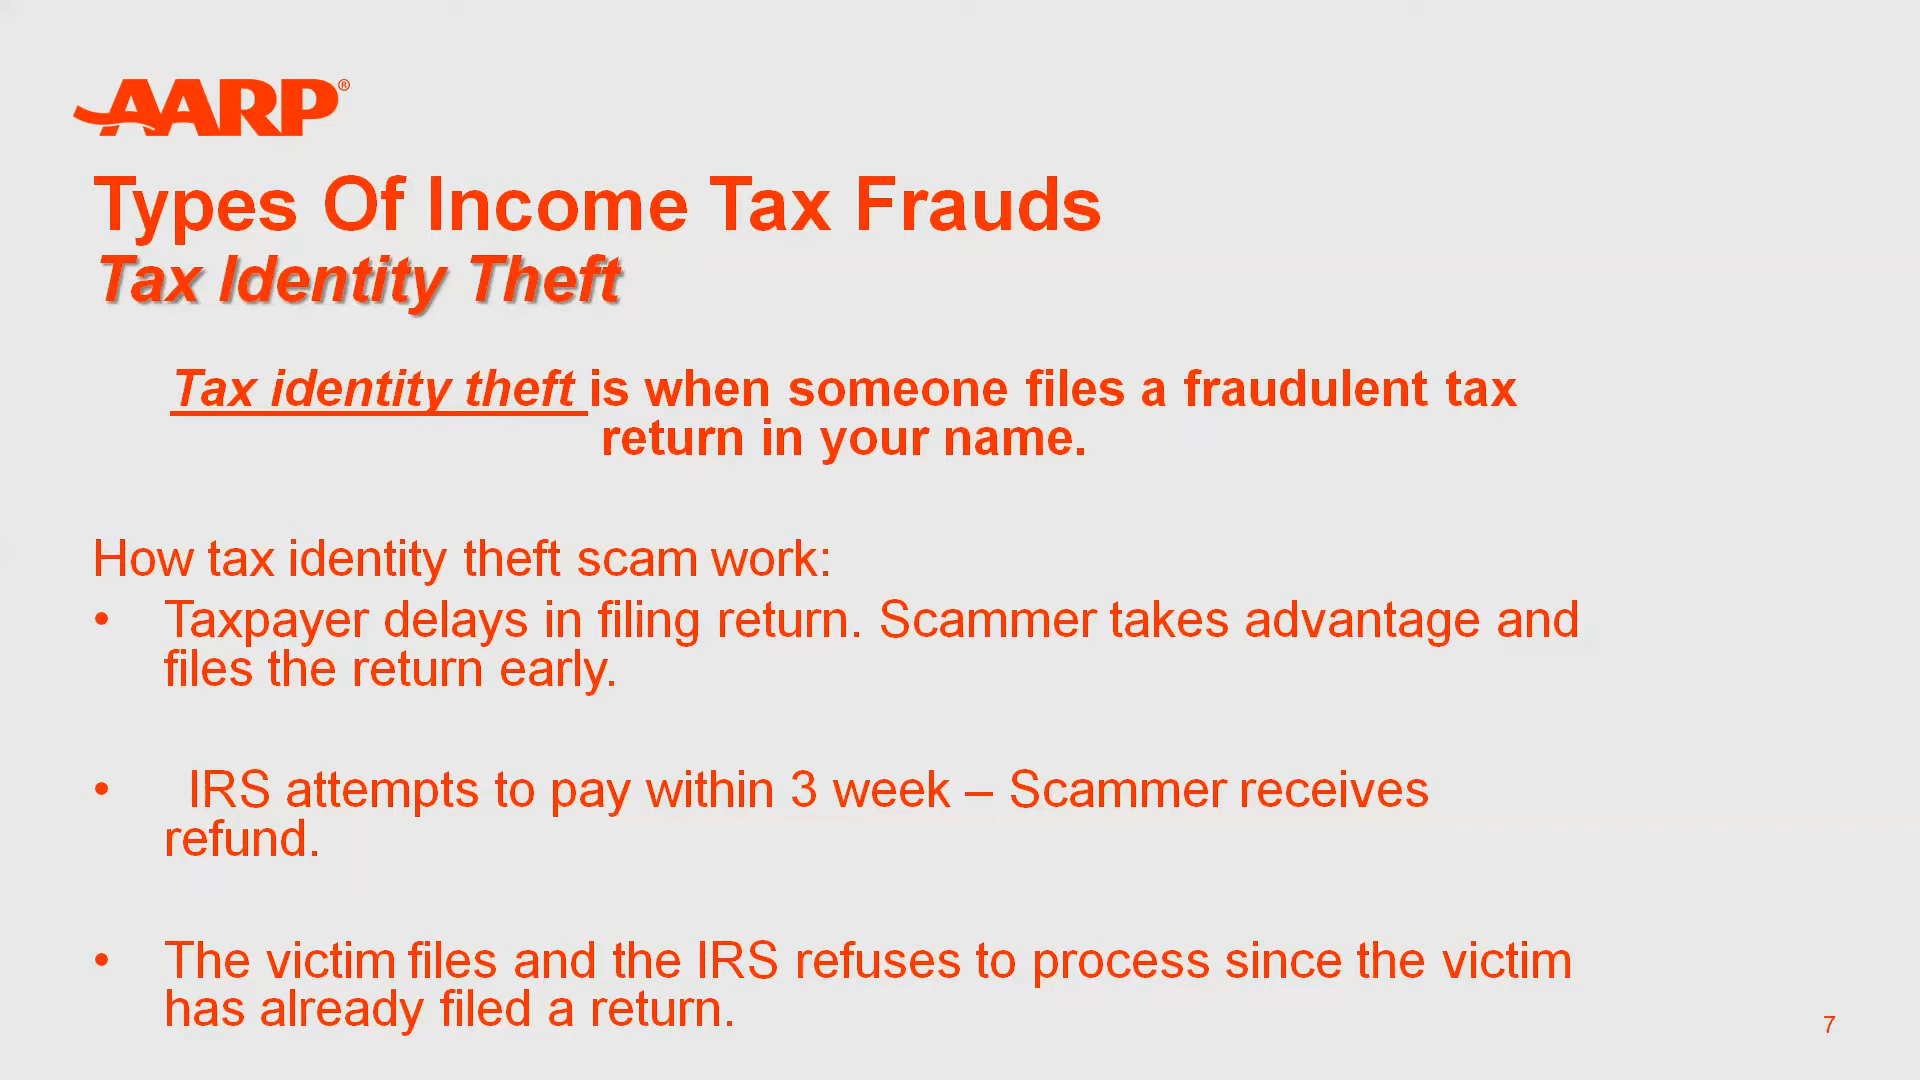 AARP®
Types Of Income Tax Frauds
Tax Identity Theft
Tax identity theft is when someone files a fraudulent tax
return in your name.
How tax identity theft scam work:
• Taxpayer delays in filing return. Scammer takes advantage and
files the return early.
• IRS attempts to pay within 3 week – Scammer receives
refund.
• The victim files and the IRS refuses to process since the victim
has already filed a return.
7